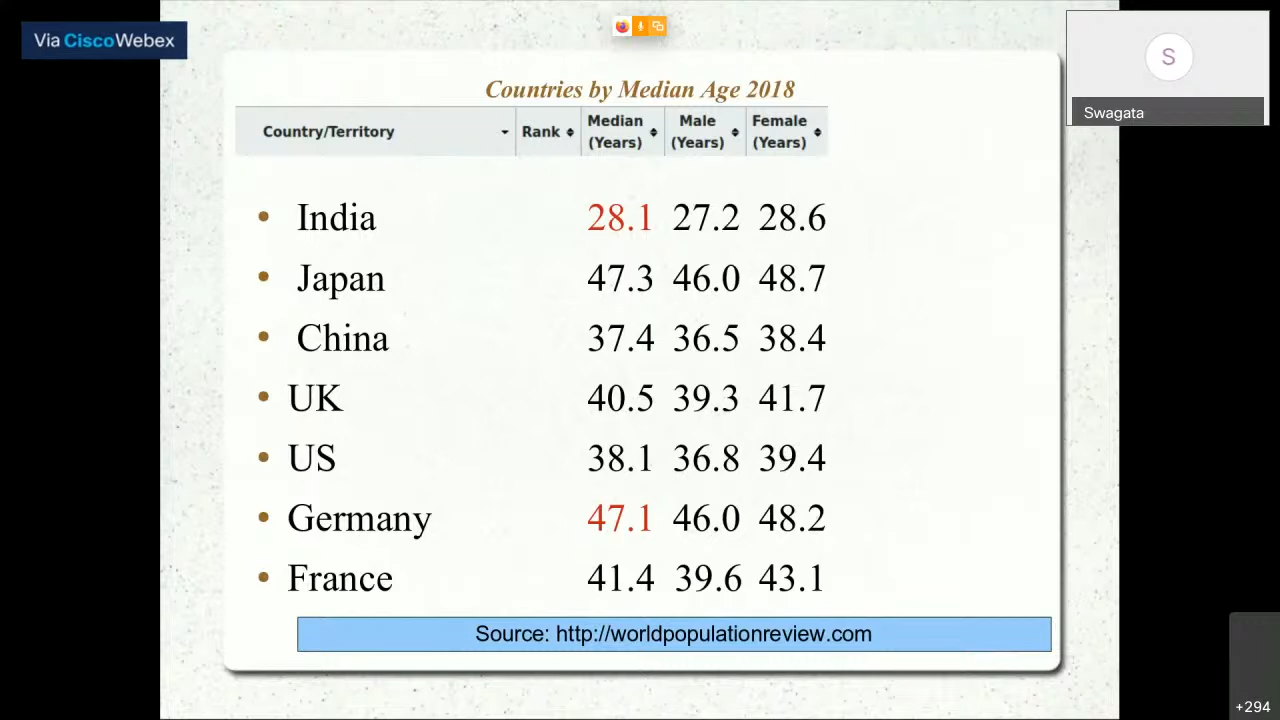 Via CiscoWebex
S
Swagata
Countries by Median Age 2018
Country/Territory Rank Median (Years) Male (Years) Female (Years)
• India 28.1 27.2 28.6
• Japan 47.3 46.0 48.7
• China 37.4 36.5 38.4
• UK 40.5 39.3 41.7
• US 38.1 36.8 39.4
• Germany 47.1 46.0 48.2
• France 41.4 39.6 43.1
Source: http://worldpopulationreview.com
+294